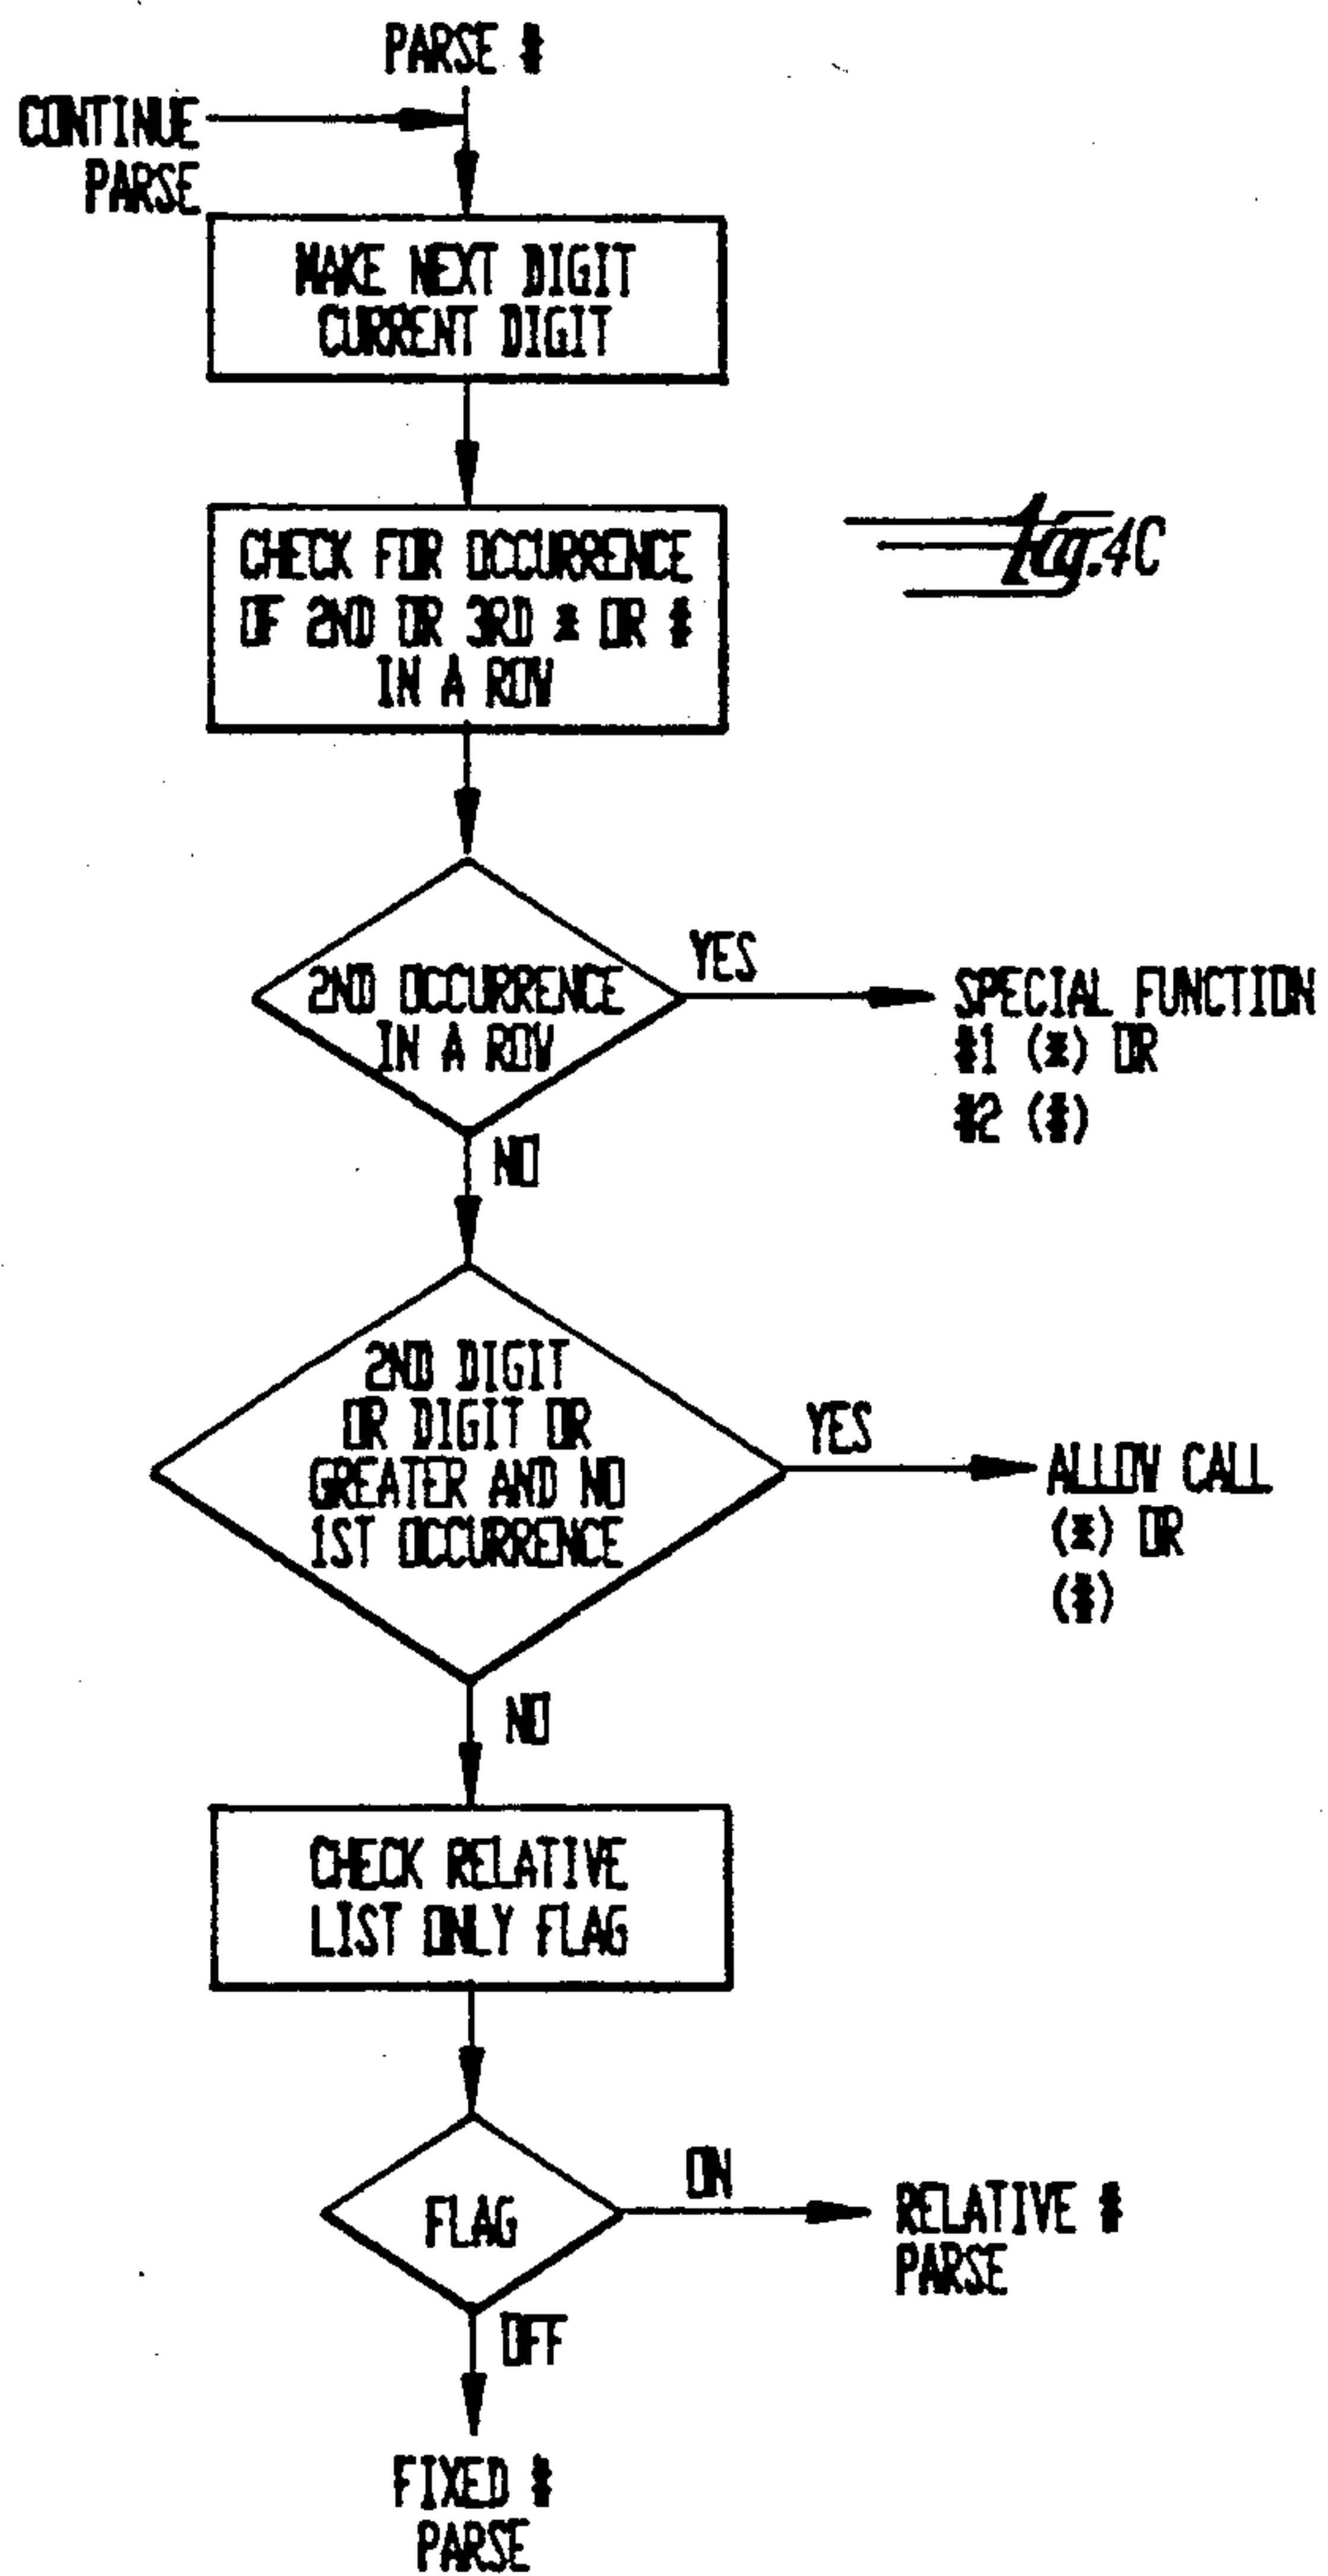 PARSE #
CONTINUE
PARSE
MAKE NEXT DIGIT
CURRENT DIGIT
CHECK FOR OCCURRENCE
OF 2ND OR 3RD * OR #
IN A ROW
Fig. 4C
2ND OCCURRENCE
IN A ROW
YES
SPECIAL FUNCTION
#1 (*) OR
#2 (#)
NO
2ND DIGIT
OR DIGIT OR
GREATER AND NO
1ST OCCURRENCE
YES
ALLOW CALL
(*) OR
(#)
NO
CHECK RELATIVE
LIST ONLY FLAG
FLAG
ON
RELATIVE #
PARSE
OFF
FIXED #
PARSE